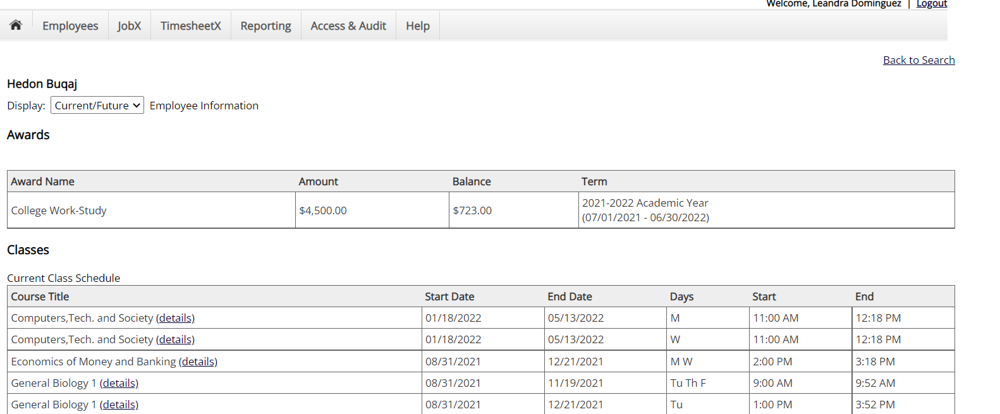 Welcome, Leandra Dominguez | Logout
Employees JobX TimesheetX Reporting Access & Audit Help
Back to Search
Hedon Buqaj
Display: Current/Future Employee Information
Awards
Award Name Amount Balance Term
College Work-Study $4,500.00 $723.00 2021-2022 Academic Year
(07/01/2021 - 06/30/2022)
Classes
Current Class Schedule
Course Title Start Date End Date Days Start End
Computers,Tech. and Society (details) 01/18/2022 05/13/2022 M 11:00 AM 12:18 PM
Computers,Tech. and Society (details) 01/18/2022 05/13/2022 W 11:00 AM 12:18 PM
Economics of Money and Banking (details) 08/31/2021 12/21/2021 M W 2:00 PM 3:18 PM
General Biology 1 (details) 08/31/2021 11/19/2021 Tu Th F 9:00 AM 9:52 AM
General Biology 1 (details) 08/31/2021 12/21/2021 Tu 1:00 PM 3:52 PM